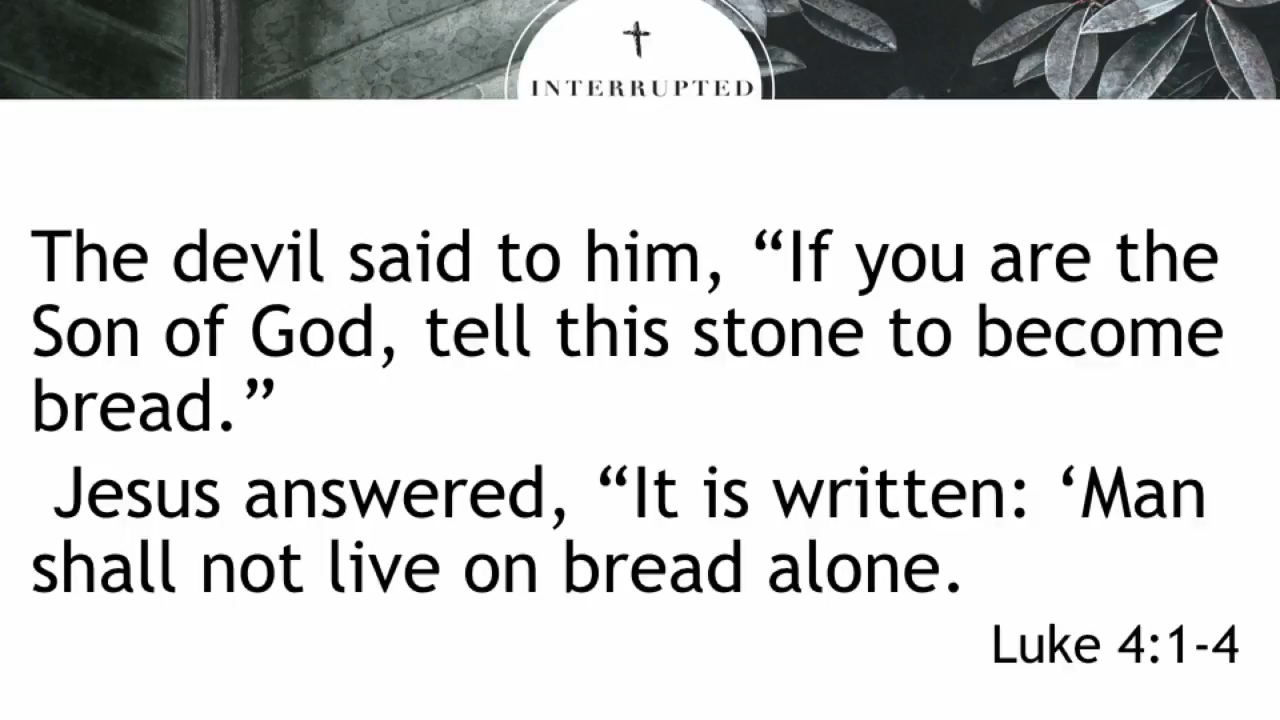 INTERRUPTED
The devil said to him, “If you are the
Son of God, tell this stone to become
bread.”
Jesus answered, “It is written: ‘Man
shall not live on bread alone.
Luke 4:1-4